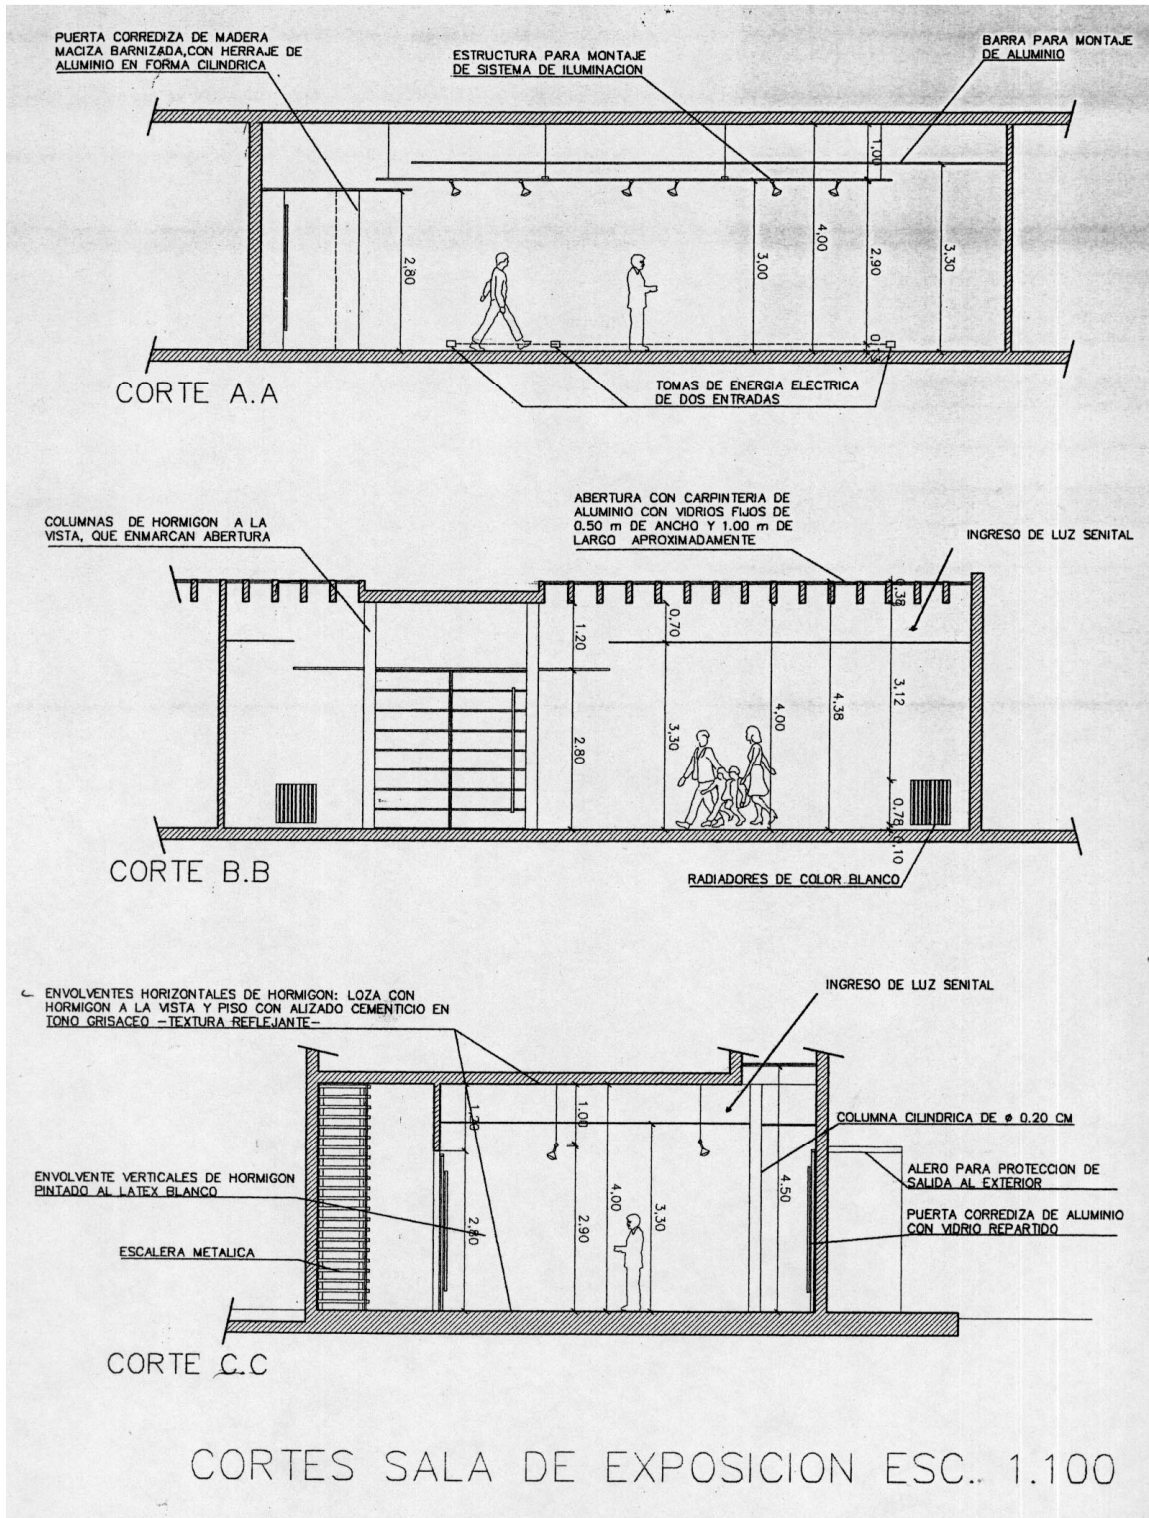 PUERTA CORREDIZA DE MADERA
MACIZA BARNIZADA,CON HERRAJE DE
ALUMINIO EN FORMA CILINDRICA
ESTRUCTURA PARA MONTAJE
DE SISTEMA DE ILUMINACION
BARRA PARA MONTAJE
DE ALUMINIO
1,00
2,80
3,00
4,00
2,90
3,30
0,13
TOMAS DE ENERGIA ELECTRICA
DE DOS ENTRADAS
CORTE A.A
COLUMNAS DE HORMIGON A LA
VISTA, QUE ENMARCAN ABERTURA
ABERTURA CON CARPINTERIA DE
ALUMINIO CON VIDRIOS FIJOS DE
0.50 m DE ANCHO Y 1.00 m DE
LARGO APROXIMADAMENTE
INGRESO DE LUZ SENITAL
0,38
1.20
0,70
3,12
4,38
4,00
3,30
2.80
0,78
0,10
RADIADORES DE COLOR BLANCO
CORTE B.B
ENVOLVENTES HORIZONTALES DE HORMIGON: LOZA CON
HORMIGON A LA VISTA Y PISO CON ALIZADO CEMENTICIO EN
TONO GRISACEO -TEXTURA REFLEJANTE-
INGRESO DE LUZ SENITAL
1.20
1.00
COLUMNA CILINDRICA DE ø 0.20 CM
ENVOLVENTE VERTICALES DE HORMIGON
PINTADO AL LATEX BLANCO
ALERO PARA PROTECCION DE
SALIDA AL EXTERIOR
4.50
4,00
3,30
2,80
2.90
PUERTA CORREDIZA DE ALUMINIO
CON VIDRIO REPARTIDO
ESCALERA METALICA
CORTE C.C
CORTES SALA DE EXPOSICION ESC.. 1.100